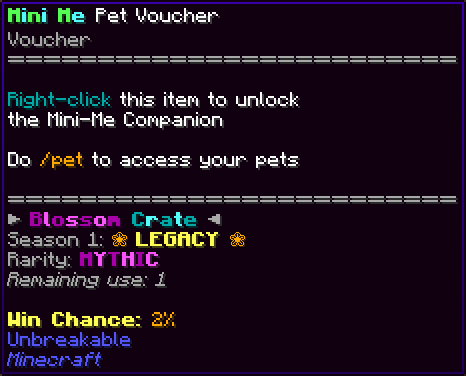 Mini Me Pet Voucher
Voucher
==============================
Right-click this item to unlock
the Mini-Me Companion
Do /pet to access your pets
==============================
► Blossom Crate ◄
Season 1: ❀ LEGACY ❀
Rarity: MYTHIC
Remaining use: 1
Win Chance: 2%
Unbreakable
Minecraft